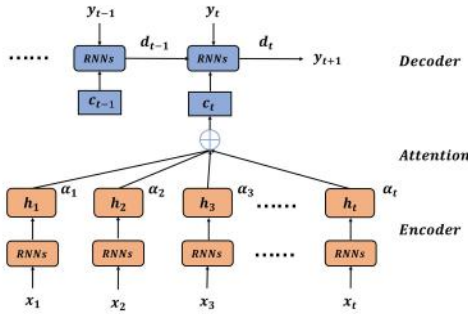 y_{t-1} y_t
...... RNNs d_{t-1} RNNs d_t y_{t+1} Decoder
c_{t-1} c_t
Attention
α_1 α_2 α_3 α_t
h_1 h_2 h_3 ...... h_t
Encoder
RNNs RNNs RNNs ...... RNNs
x_1 x_2 x_3 x_t